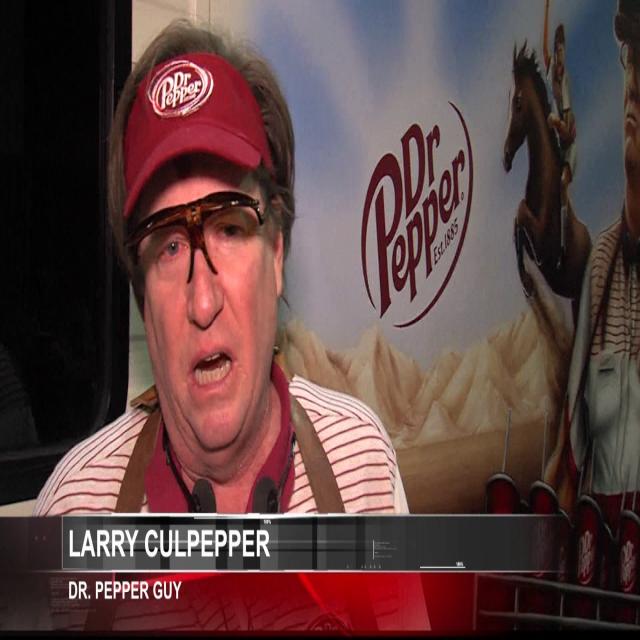 Dr
Pepper
Dr
Pepper
Est. 1885
LARRY CULPEPPER
DR. PEPPER GUY